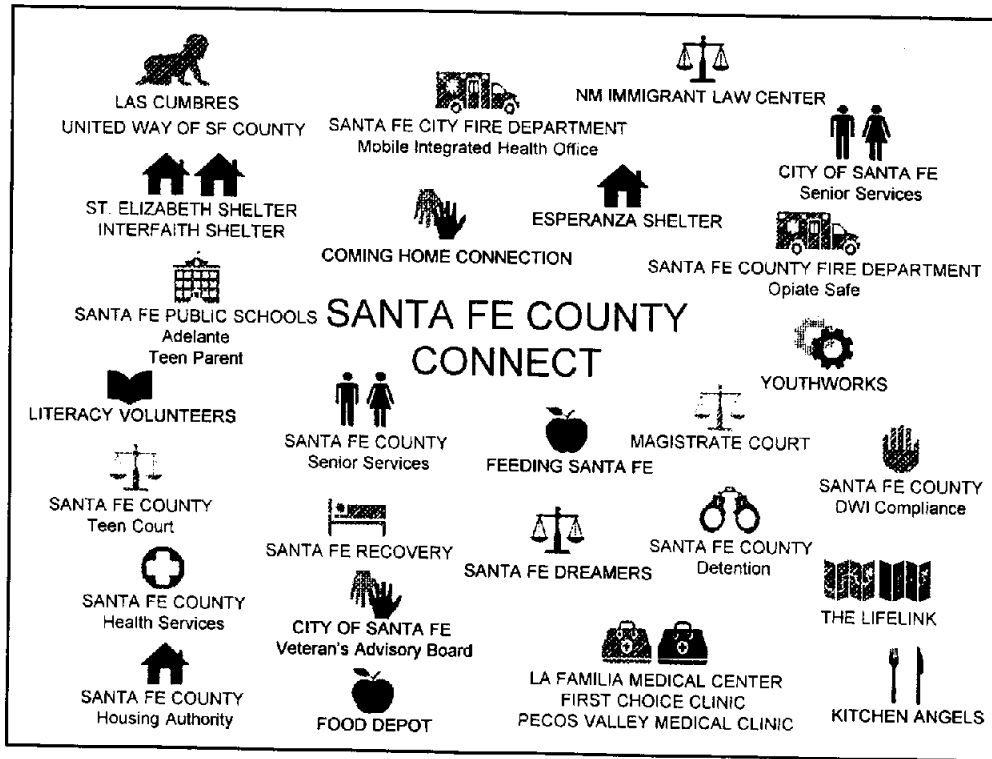 LAS CUMBRES
UNITED WAY OF SF COUNTY
SANTA FE CITY FIRE DEPARTMENT
Mobile Integrated Health Office
NM IMMIGRANT LAW CENTER
CITY OF SANTA FE
Senior Services
ST. ELIZABETH SHELTER
INTERFAITH SHELTER
COMING HOME CONNECTION
ESPERANZA SHELTER
SANTA FE COUNTY FIRE DEPARTMENT
Opiate Safe
SANTA FE PUBLIC SCHOOLS
Adelante
Teen Parent
SANTA FE COUNTY
CONNECT
YOUTHWORKS
LITERACY VOLUNTEERS
SANTA FE COUNTY
Senior Services
FEEDING SANTA FE
MAGISTRATE COURT
SANTA FE COUNTY
DWI Compliance
SANTA FE COUNTY
Teen Court
SANTA FE RECOVERY
SANTA FE DREAMERS
SANTA FE COUNTY
Detention
SANTA FE COUNTY
Health Services
CITY OF SANTA FE
Veteran's Advisory Board
THE LIFELINK
SANTA FE COUNTY
Housing Authority
FOOD DEPOT
LA FAMILIA MEDICAL CENTER
FIRST CHOICE CLINIC
PECOS VALLEY MEDICAL CLINIC
KITCHEN ANGELS